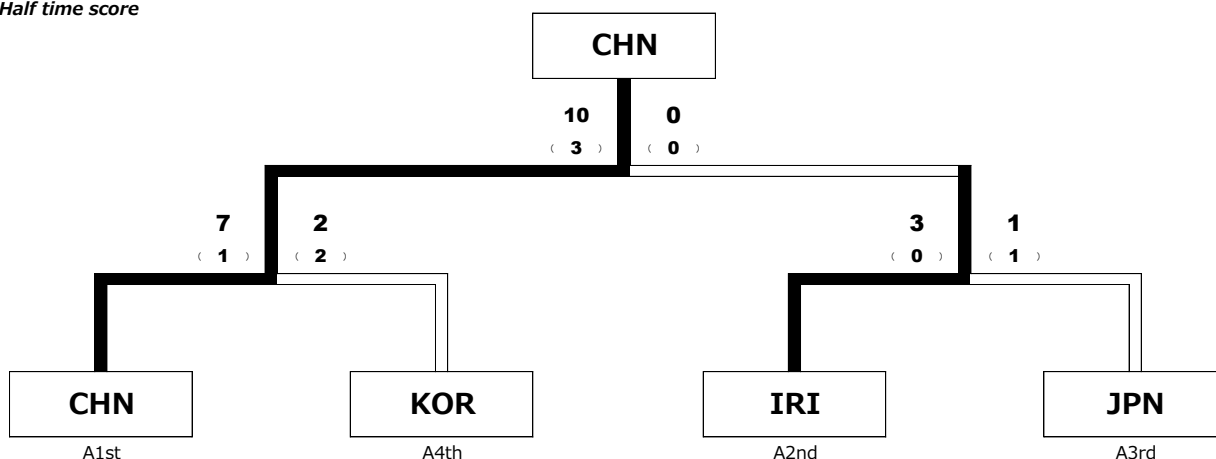 Half time score
CHN
10 0
( 3 ) ( 0 )
7 2 3 1
( 1 ) ( 2 ) ( 0 ) ( 1 )
CHN KOR IRI JPN
A1st A4th A2nd A3rd